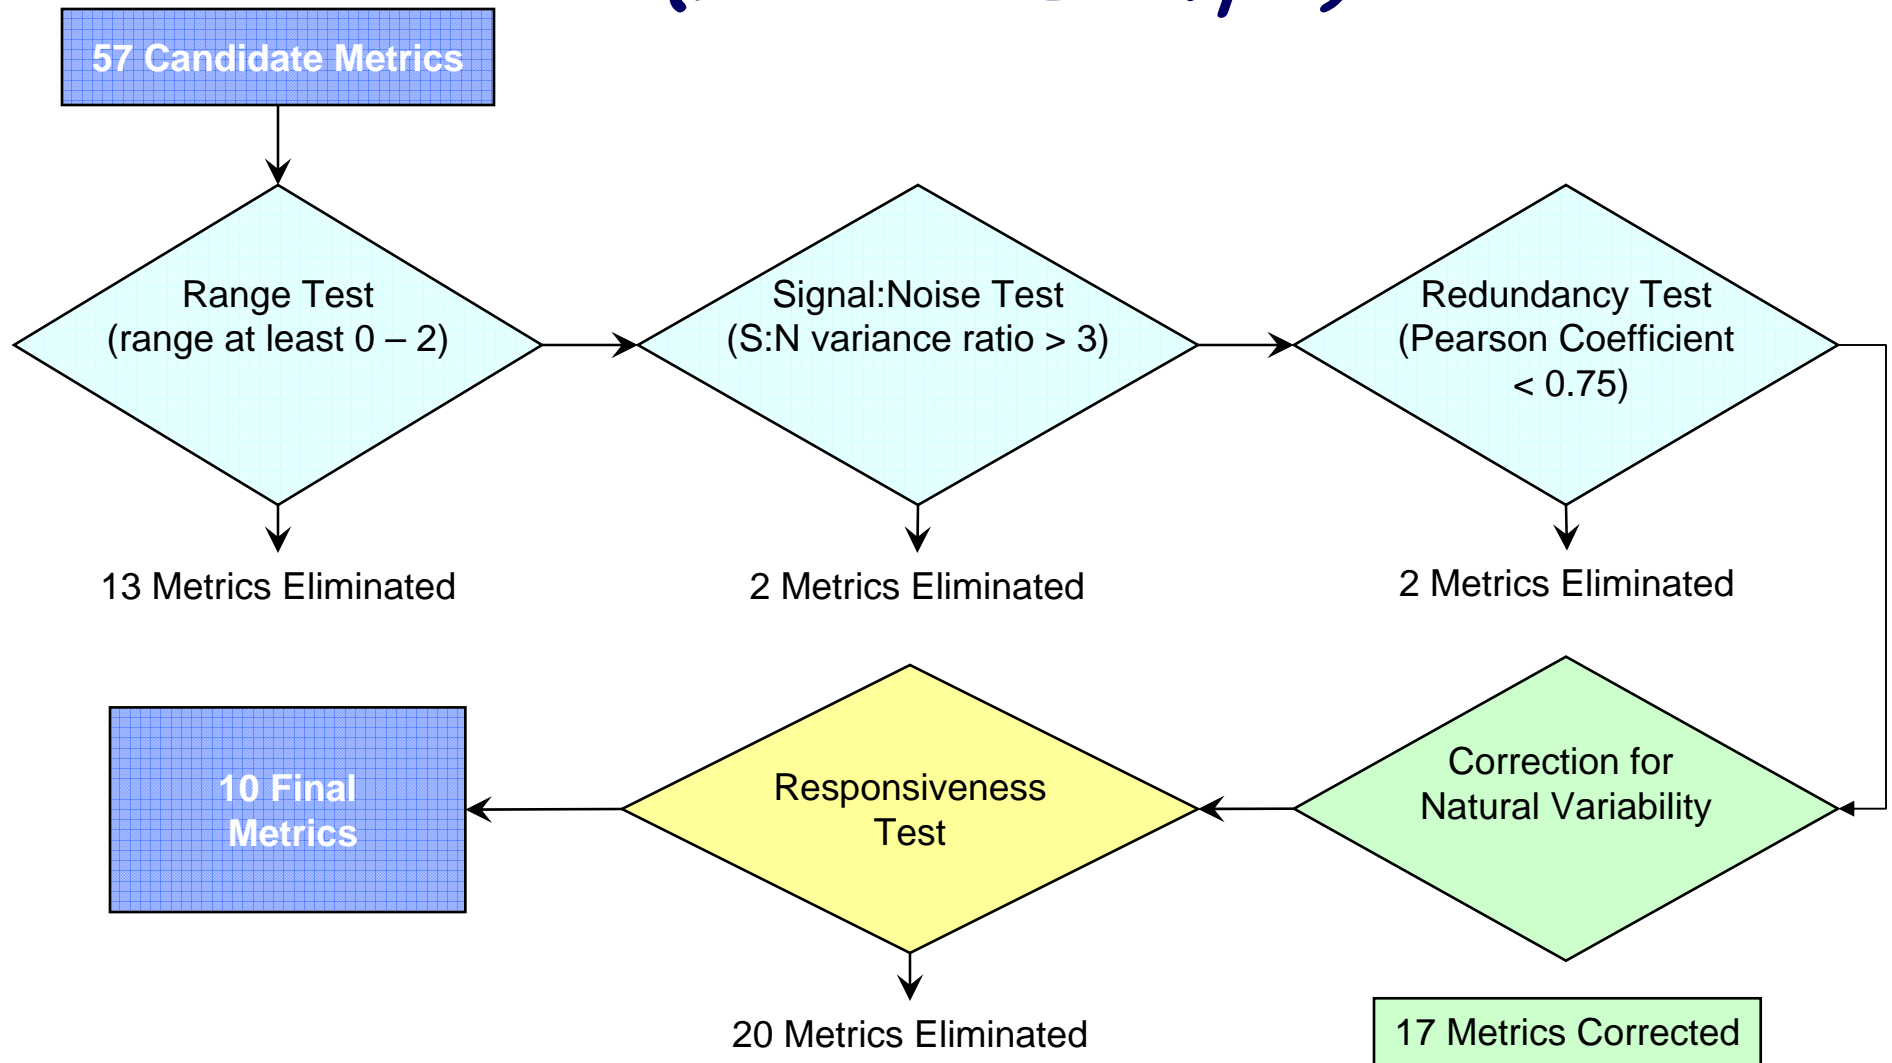 57 Candidate Metrics
Range Test
(range at least 0 – 2)
Signal:Noise Test
(S:N variance ratio > 3)
Redundancy Test
(Pearson Coefficient
< 0.75)
13 Metrics Eliminated
2 Metrics Eliminated
2 Metrics Eliminated
Correction for
Natural Variability
17 Metrics Corrected
Responsiveness
Test
20 Metrics Eliminated
10 Final
Metrics